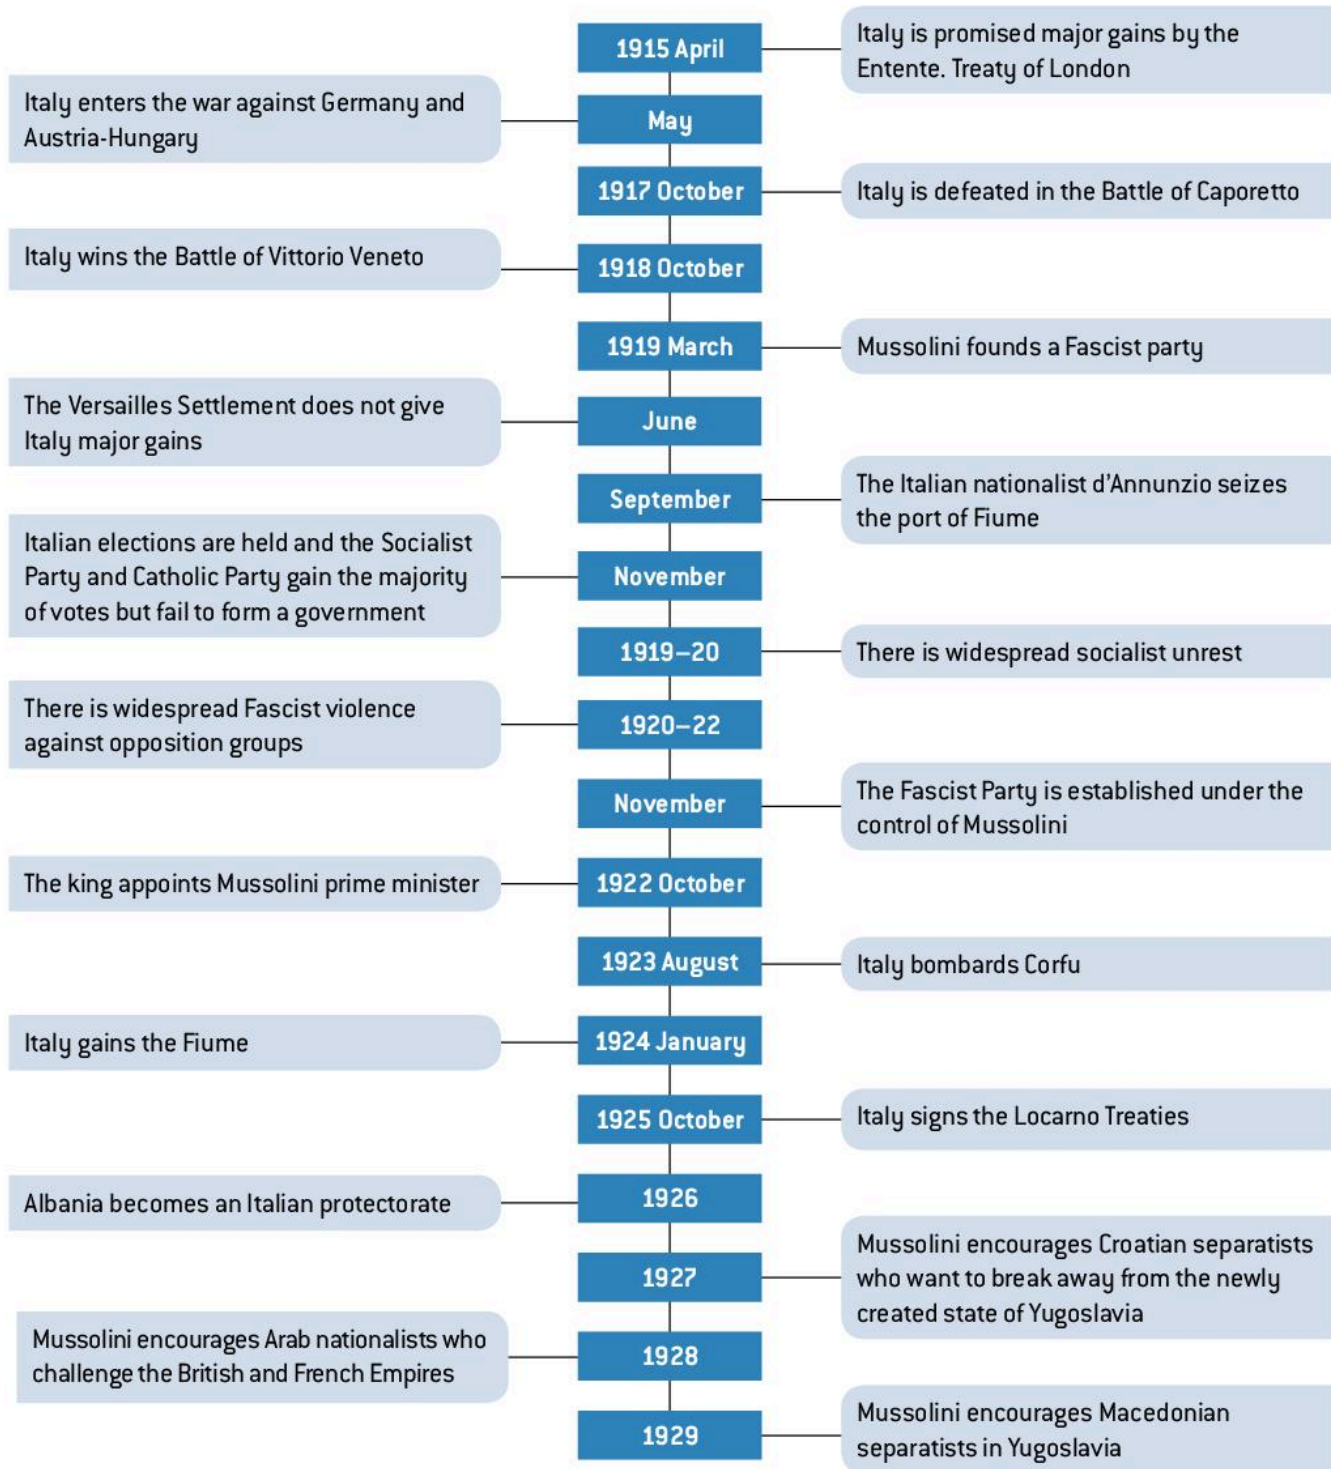 1915 April
Italy is promised major gains by the
Entente. Treaty of London
May
Italy enters the war against Germany and
Austria-Hungary
1917 October
Italy is defeated in the Battle of Caporetto
1918 October
Italy wins the Battle of Vittorio Veneto
1919 March
Mussolini founds a Fascist party
June
The Versailles Settlement does not give
Italy major gains
September
The Italian nationalist d’Annunzio seizes
the port of Fiume
November
Italian elections are held and the Socialist
Party and Catholic Party gain the majority
of votes but fail to form a government
1919–20
There is widespread socialist unrest
1920–22
There is widespread Fascist violence
against opposition groups
November
The Fascist Party is established under the
control of Mussolini
1922 October
The king appoints Mussolini prime minister
1923 August
Italy bombards Corfu
1924 January
Italy gains the Fiume
1925 October
Italy signs the Locarno Treaties
1926
Albania becomes an Italian protectorate
1927
Mussolini encourages Croatian separatists
who want to break away from the newly
created state of Yugoslavia
1928
Mussolini encourages Arab nationalists who
challenge the British and French Empires
1929
Mussolini encourages Macedonian
separatists in Yugoslavia